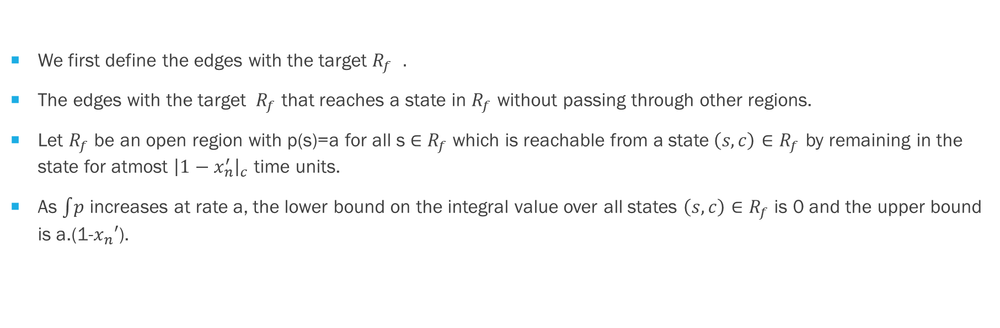 ▪ We first define the edges with the target $R_f$ .
▪ The edges with the target $R_f$ that reaches a state in $R_f$ without passing through other regions.
▪ Let $R_f$ be an open region with p(s)=a for all s ∈ $R_f$ which is reachable from a state $(s, c) ∈ R_f$ by remaining in the
state for atmost $|1 − x_n'|_c$ time units.
▪ As $∫p$ increases at rate a, the lower bound on the integral value over all states $(s, c) ∈ R_f$ is 0 and the upper bound
is a.(1-$x_n$′).